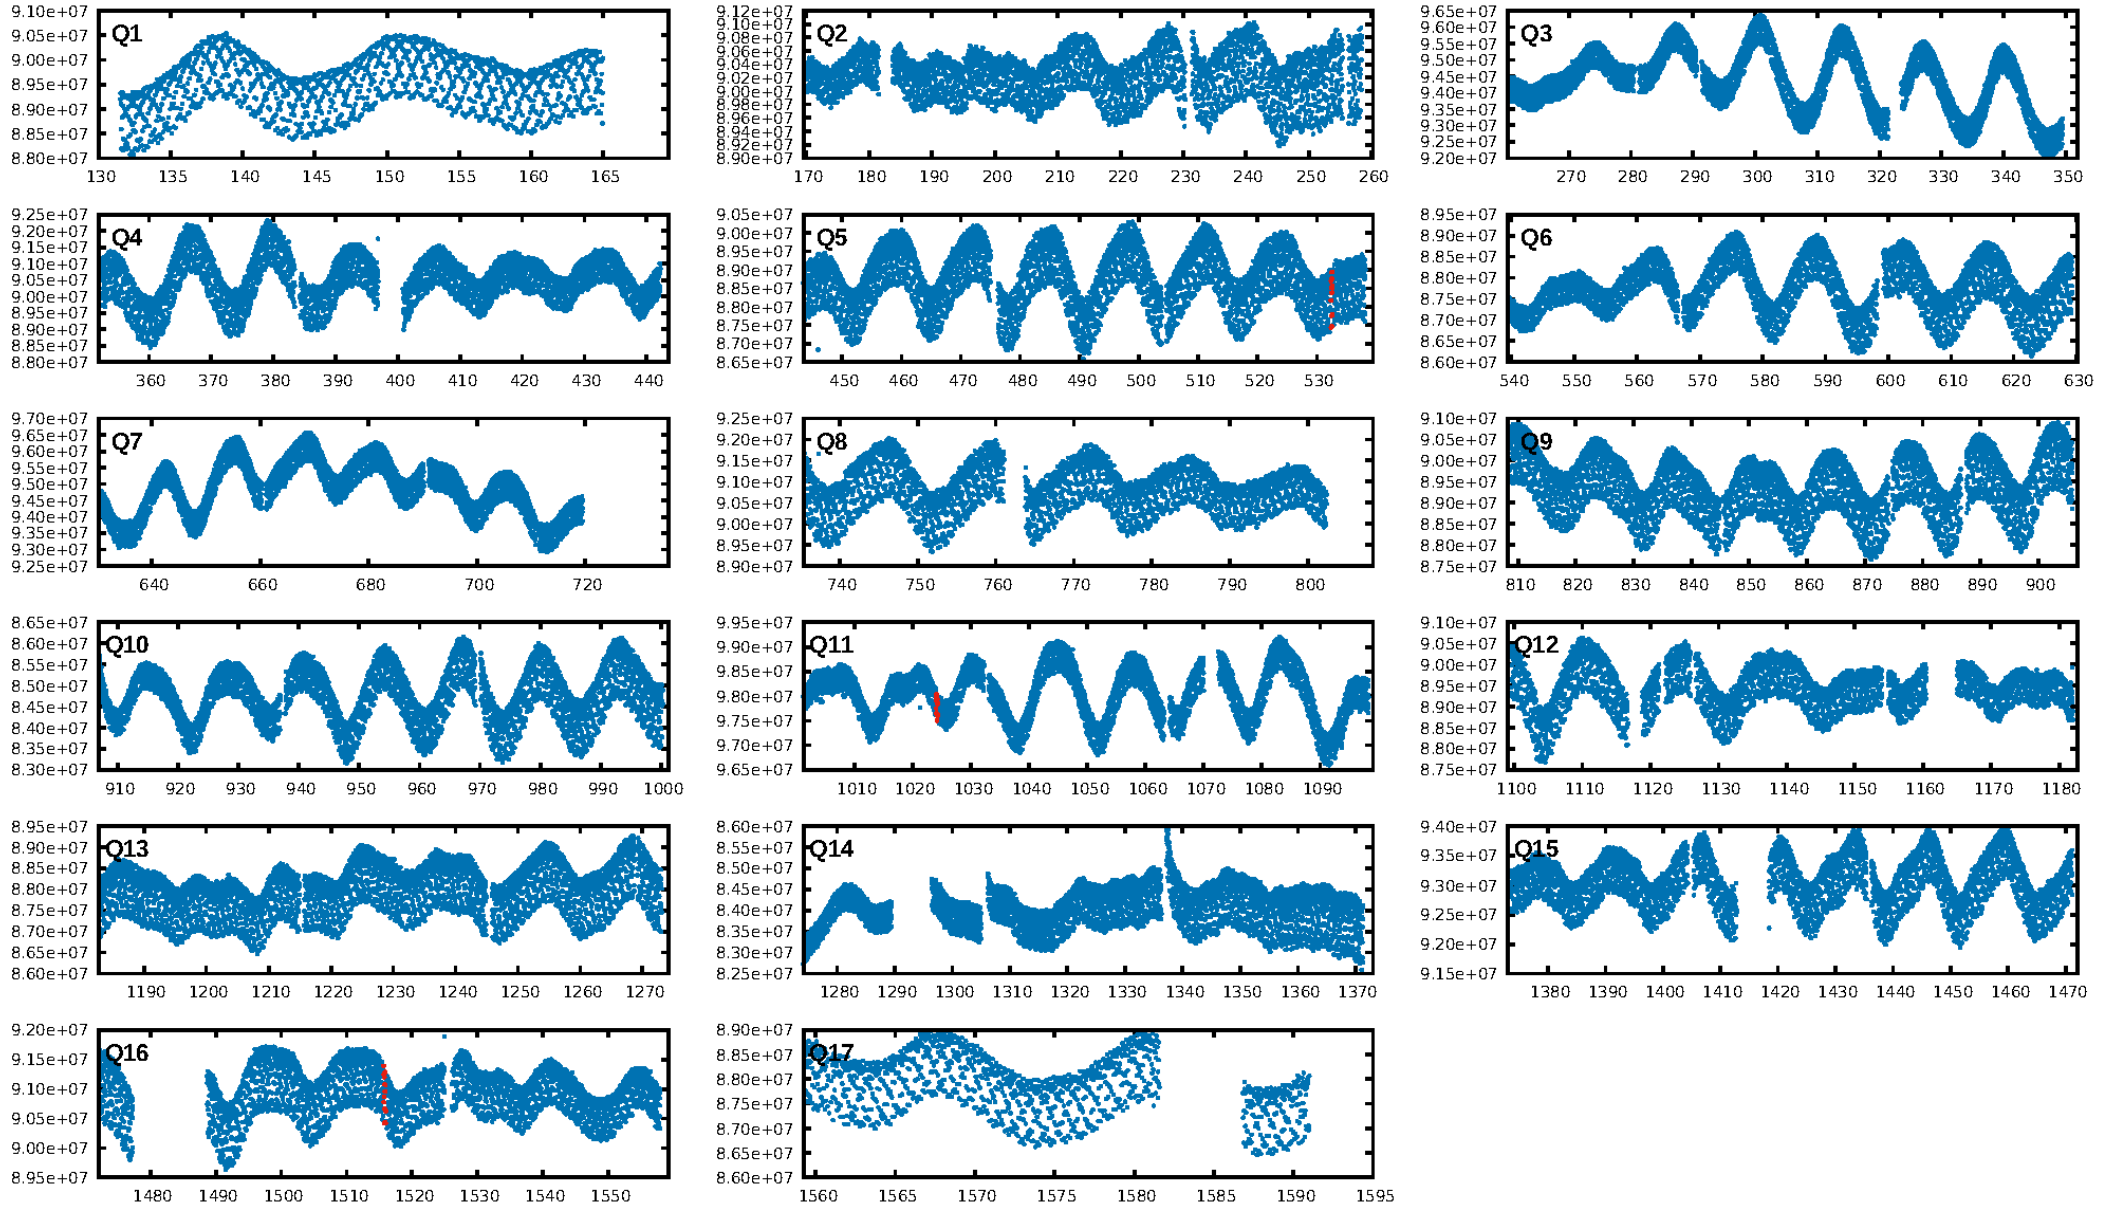 Q1
9.10e+07
9.05e+07
9.00e+07
8.95e+07
8.90e+07
8.85e+07
8.80e+07
130 135 140 145 150 155 160 165
Q2
9.12e+07
9.10e+07
9.08e+07
9.06e+07
9.04e+07
9.02e+07
9.00e+07
8.98e+07
8.96e+07
8.94e+07
8.92e+07
8.90e+07
170 180 190 200 210 220 230 240 250 260
Q3
9.65e+07
9.60e+07
9.55e+07
9.50e+07
9.45e+07
9.40e+07
9.35e+07
9.30e+07
9.25e+07
9.20e+07
270 280 290 300 310 320 330 340 350
Q4
9.25e+07
9.20e+07
9.15e+07
9.10e+07
9.05e+07
9.00e+07
8.95e+07
8.90e+07
8.85e+07
8.80e+07
360 370 380 390 400 410 420 430 440
Q5
9.05e+07
9.00e+07
8.95e+07
8.90e+07
8.85e+07
8.80e+07
8.75e+07
8.70e+07
8.65e+07
450 460 470 480 490 500 510 520 530
Q6
8.95e+07
8.90e+07
8.85e+07
8.80e+07
8.75e+07
8.70e+07
8.65e+07
8.60e+07
540 550 560 570 580 590 600 610 620 630
Q7
9.70e+07
9.65e+07
9.60e+07
9.55e+07
9.50e+07
9.45e+07
9.40e+07
9.35e+07
9.30e+07
9.25e+07
640 660 680 700 720
Q8
9.25e+07
9.20e+07
9.15e+07
9.10e+07
9.05e+07
9.00e+07
8.95e+07
8.90e+07
740 750 760 770 780 790 800
Q9
9.10e+07
9.05e+07
9.00e+07
8.95e+07
8.90e+07
8.85e+07
8.80e+07
8.75e+07
810 820 830 840 850 860 870 880 890 900
Q10
8.65e+07
8.60e+07
8.55e+07
8.50e+07
8.45e+07
8.40e+07
8.35e+07
8.30e+07
910 920 930 940 950 960 970 980 990 1000
Q11
9.95e+07
9.90e+07
9.85e+07
9.80e+07
9.75e+07
9.70e+07
9.65e+07
1010 1020 1030 1040 1050 1060 1070 1080 1090
Q12
9.10e+07
9.05e+07
9.00e+07
8.95e+07
8.90e+07
8.85e+07
8.80e+07
8.75e+07
1100 1110 1120 1130 1140 1150 1160 1170 1180
Q13
8.95e+07
8.90e+07
8.85e+07
8.80e+07
8.75e+07
8.70e+07
8.65e+07
8.60e+07
1190 1200 1210 1220 1230 1240 1250 1260 1270
Q14
8.60e+07
8.55e+07
8.50e+07
8.45e+07
8.40e+07
8.35e+07
8.30e+07
8.25e+07
1280 1290 1300 1310 1320 1330 1340 1350 1360 1370
Q15
9.40e+07
9.35e+07
9.30e+07
9.25e+07
9.20e+07
9.15e+07
1380 1390 1400 1410 1420 1430 1440 1450 1460 1470
Q16
9.20e+07
9.15e+07
9.10e+07
9.05e+07
9.00e+07
8.95e+07
1480 1490 1500 1510 1520 1530 1540 1550
Q17
8.90e+07
8.85e+07
8.80e+07
8.75e+07
8.70e+07
8.65e+07
8.60e+07
1560 1565 1570 1575 1580 1585 1590 1595